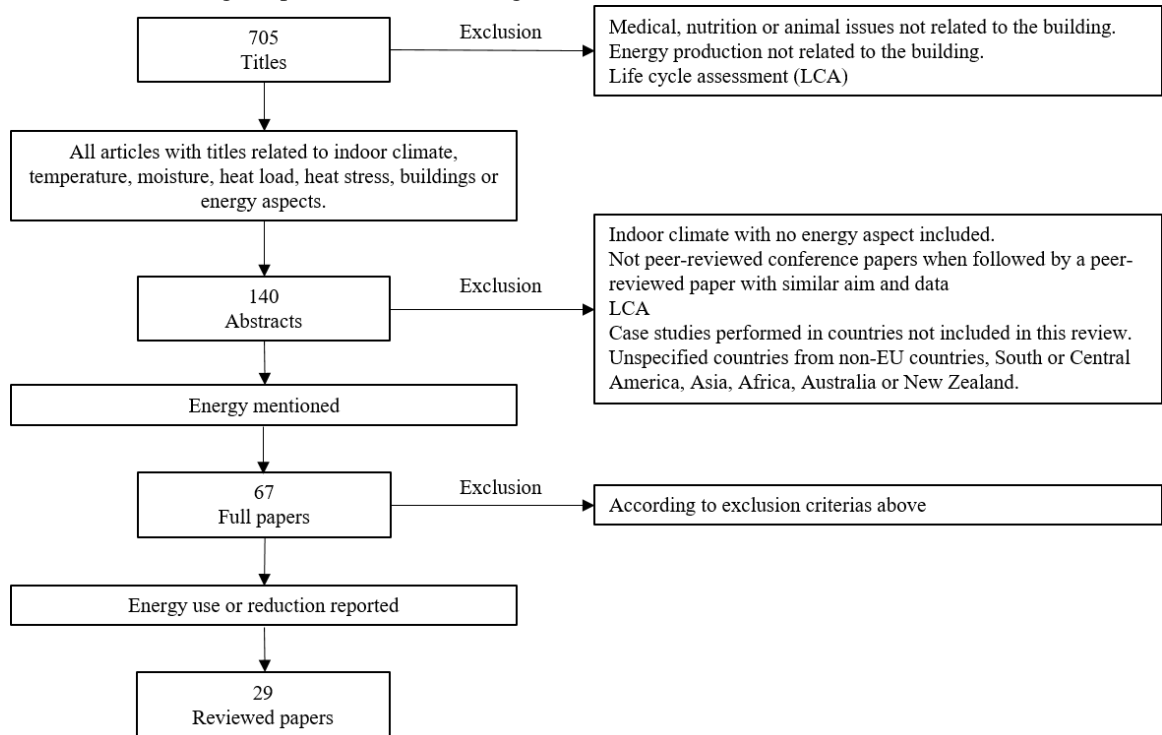 705
Titles
Exclusion
Medical, nutrition or animal issues not related to the building.
Energy production not related to the building.
Life cycle assessment (LCA)
All articles with titles related to indoor climate,
temperature, moisture, heat load, heat stress, buildings or
energy aspects.
140
Abstracts
Exclusion
Indoor climate with no energy aspect included.
Not peer-reviewed conference papers when followed by a peer-
reviewed paper with similar aim and data
LCA
Case studies performed in countries not included in this review.
Unspecified countries from non-EU countries, South or Central
America, Asia, Africa, Australia or New Zealand.
Energy mentioned
67
Full papers
Exclusion
According to exclusion criterias above
Energy use or reduction reported
29
Reviewed papers